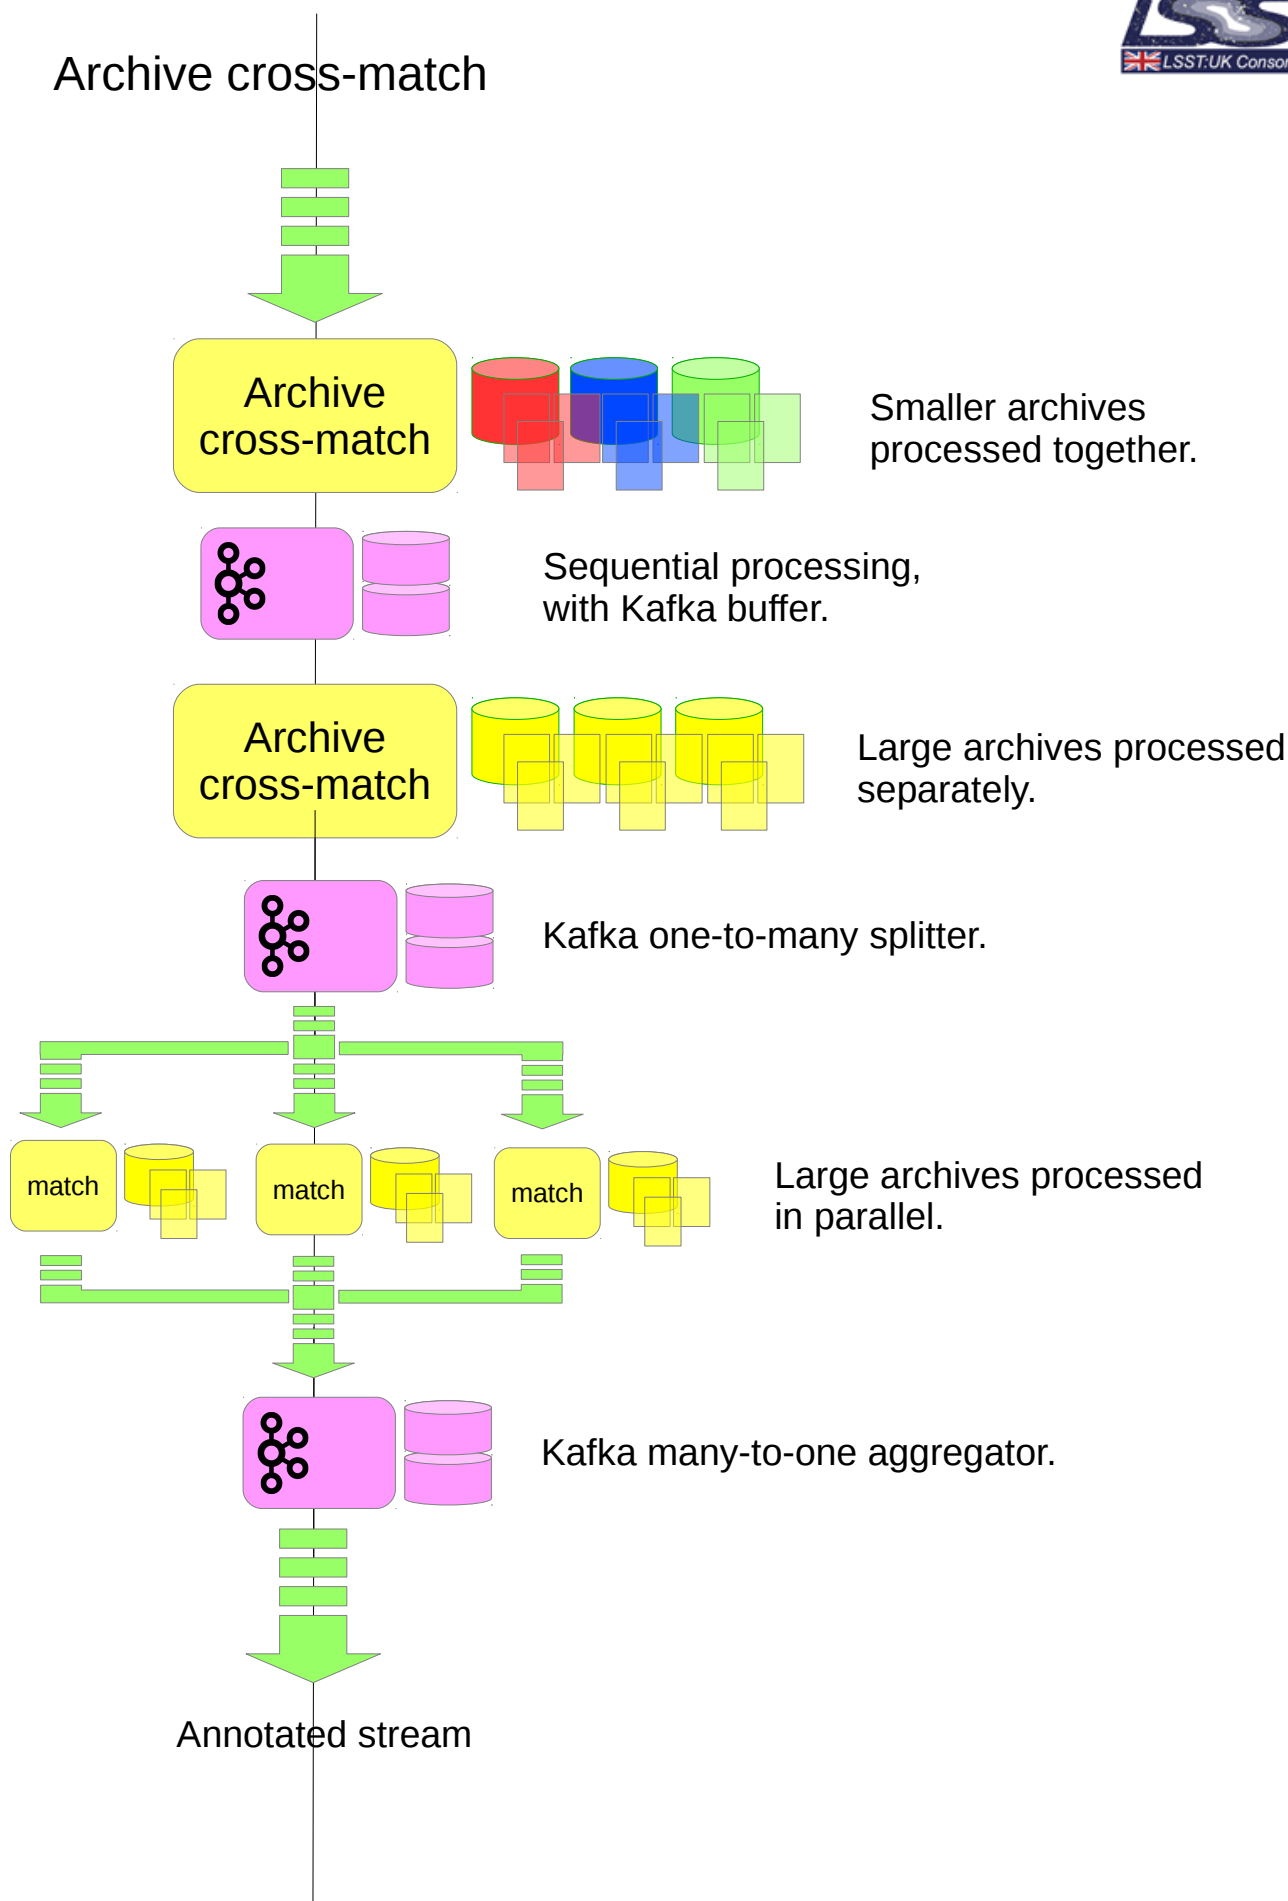 Archive cross-match
LSST:UK
Archive
cross-match
Smaller archives
processed together.
Sequential processing,
with Kafka buffer.
Archive
cross-match
Large archives processed
separately.
Kafka one-to-many splitter.
match
match
match
Large archives processed
in parallel.
Kafka many-to-one aggregator.
Annotated stream